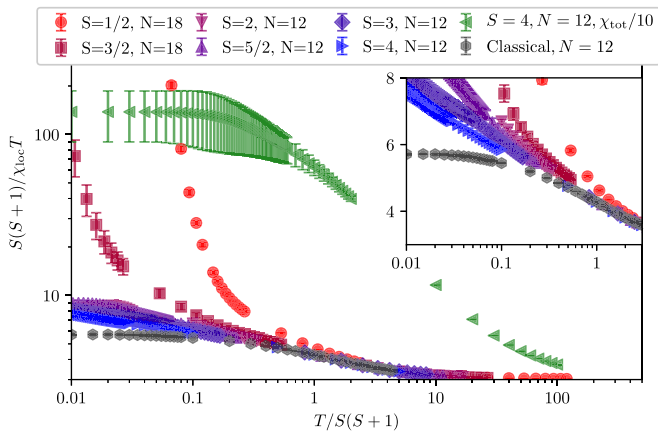 S=1/2, N=18 S=2, N=12 S=3, N=12 S = 4, N = 12, χtot/10
S=3/2, N=18 S=5/2, N=12 S=4, N=12 Classical, N = 12
S(S + 1)/χlocT
100
10
0.01 0.1 1 10 100
T/S(S + 1)
8
6
4
0.01 0.1 1